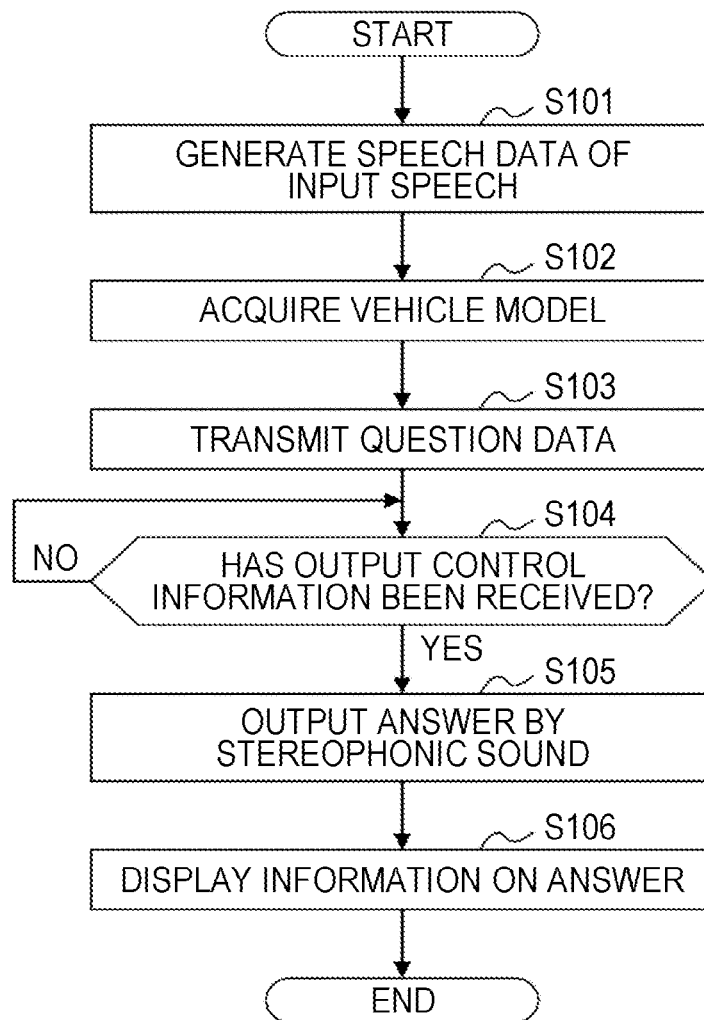 START
S101
GENERATE SPEECH DATA OF
INPUT SPEECH
S102
ACQUIRE VEHICLE MODEL
S103
TRANSMIT QUESTION DATA
S104
NO
HAS OUTPUT CONTROL
INFORMATION BEEN RECEIVED?
YES
S105
OUTPUT ANSWER BY
STEREOPHONIC SOUND
S106
DISPLAY INFORMATION ON ANSWER
END